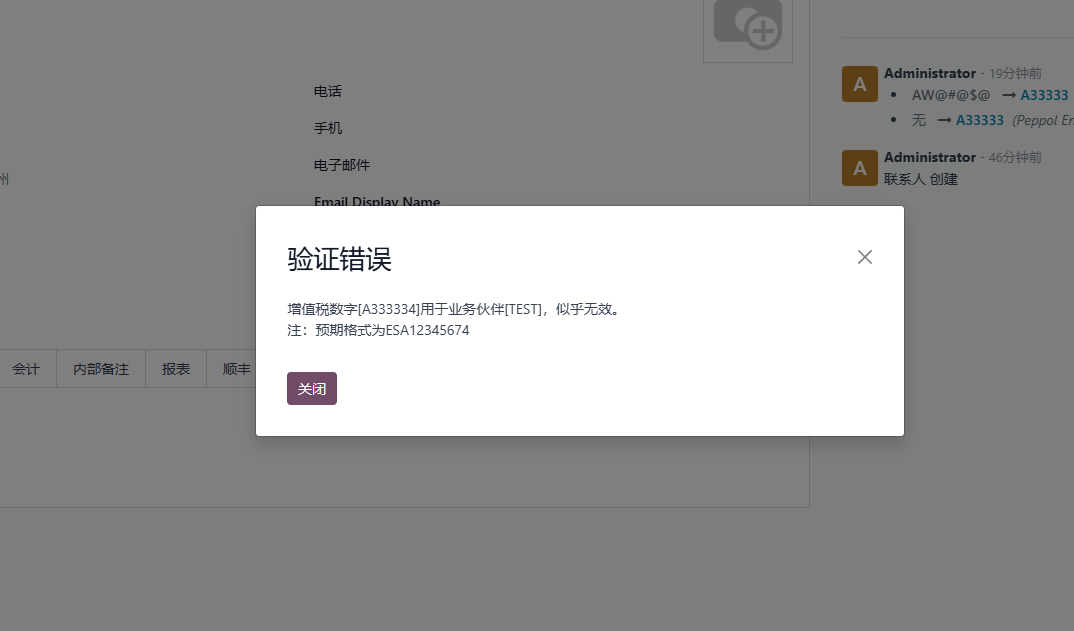 电话
手机
电子邮件
Email Display Name
州
验证错误
增值税数字[A333334]用于业务伙伴[TEST]，似乎无效。
注：预期格式为ESA12345674
关闭
会计
内部备注
报表
顺丰
A
Administrator - 19分钟前
AW@#@$@ → A33333
无 → A33333 (Peppol
A
Administrator - 46分钟前
联系人 创建